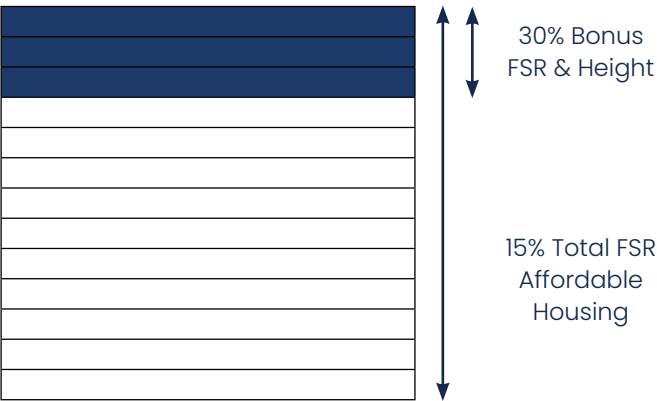 30% Bonus
FSR & Height
15% Total FSR
Affordable
Housing